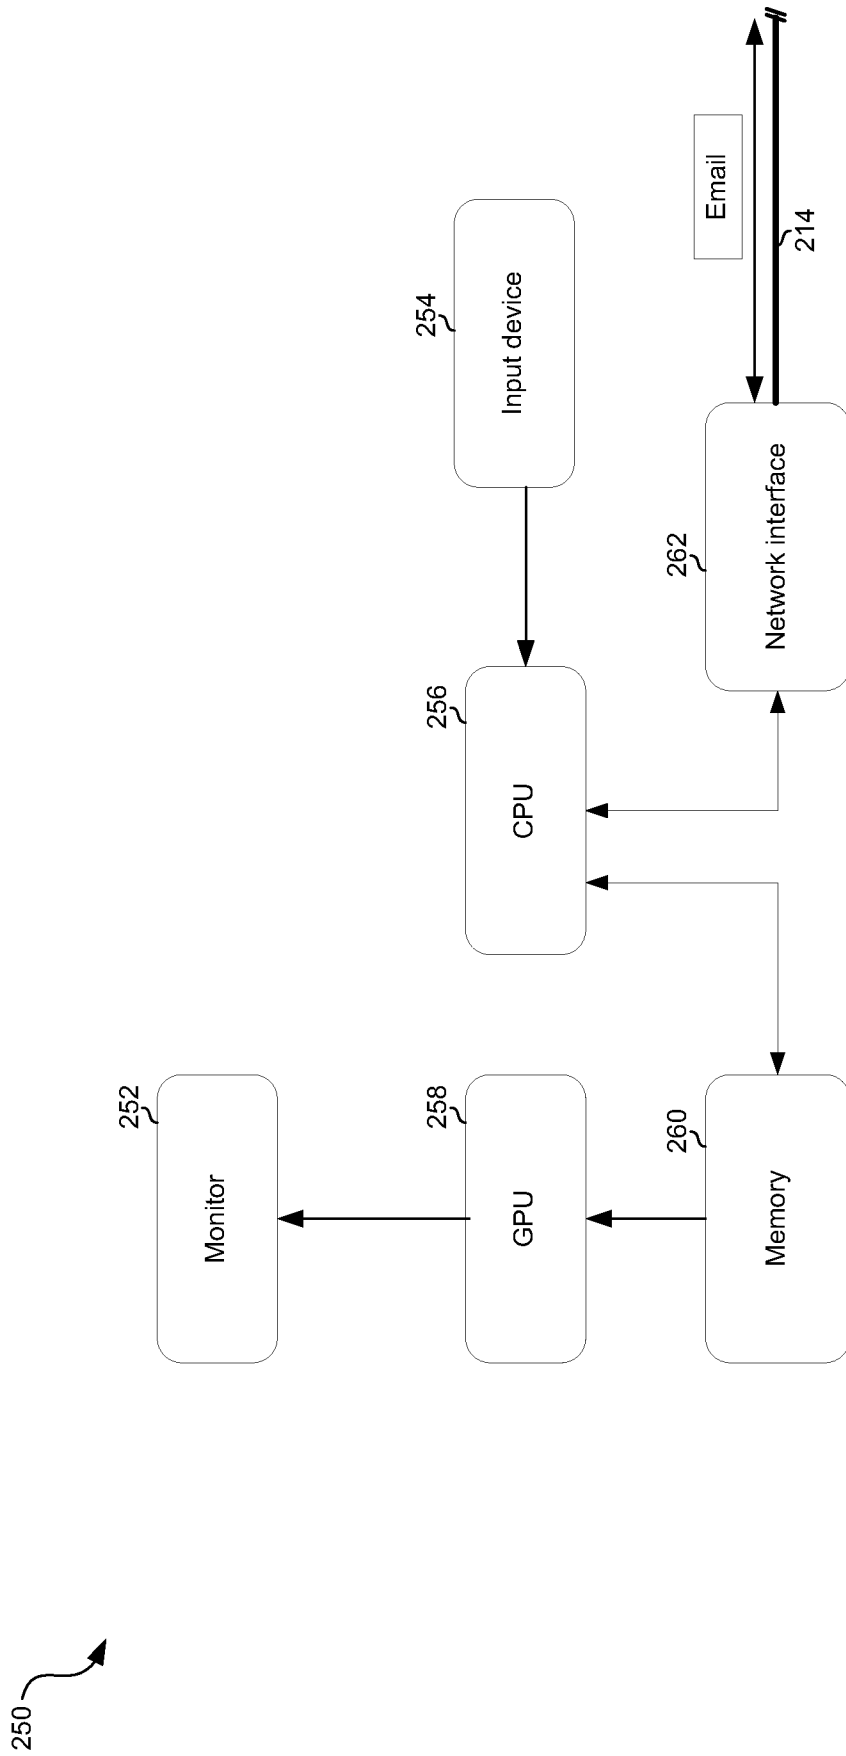 250
252
Monitor
258
GPU
256
CPU
254
Input device
260
Memory
262
Network interface
Email
214